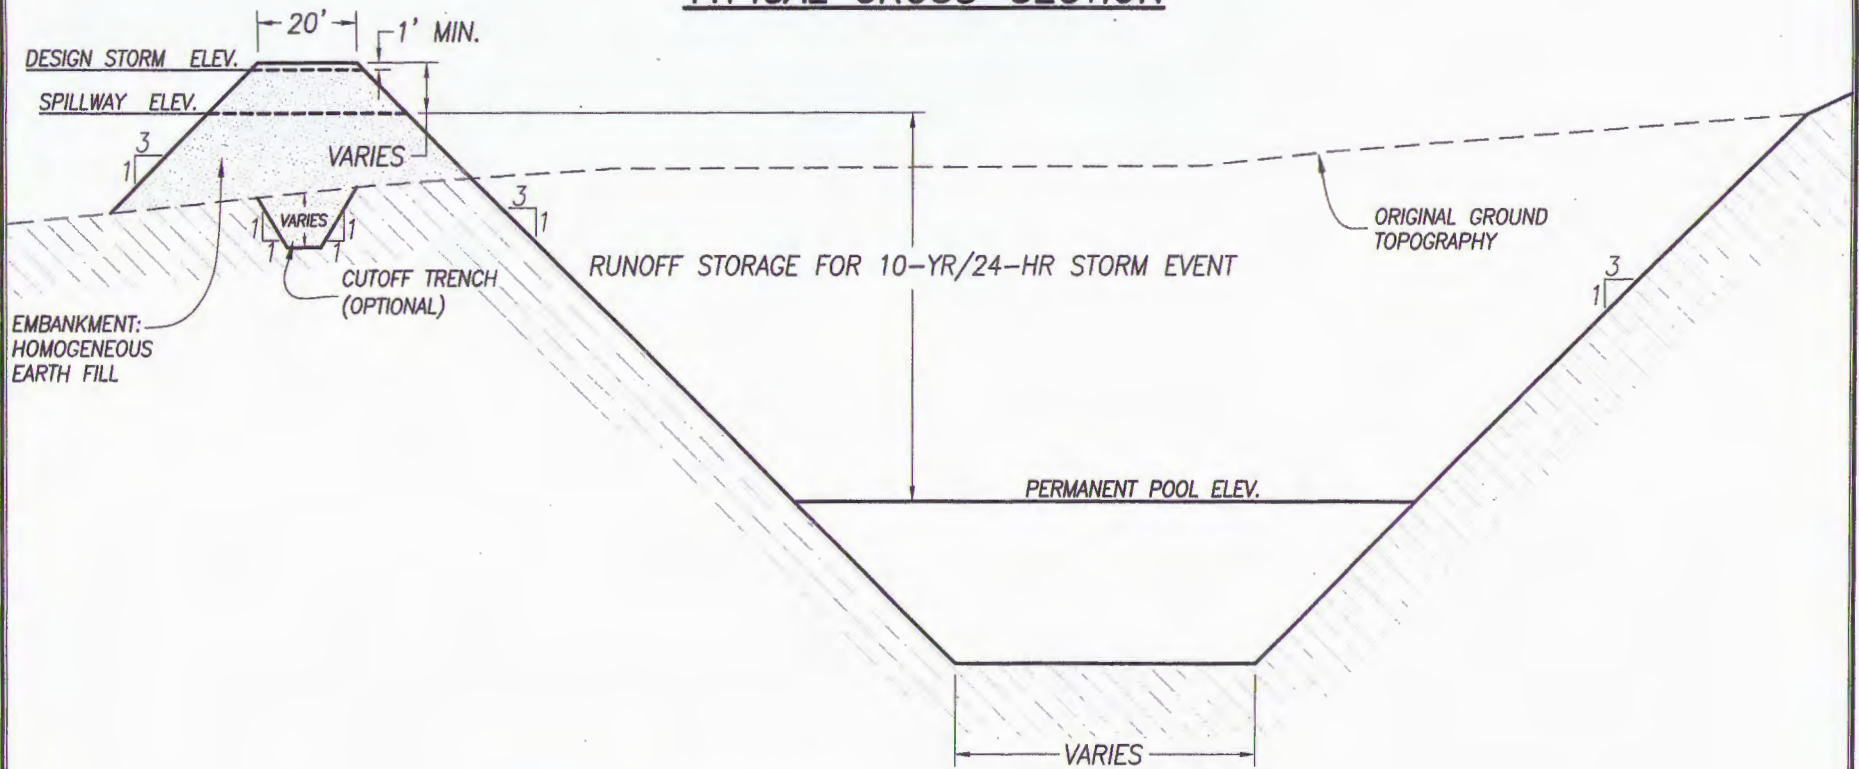 20'
1' MIN.
DESIGN STORM ELEV.
SPILLWAY ELEV.
3
1
VARIES
3
1
VARIES
1
1
1
1
CUTOFF TRENCH
(OPTIONAL)
EMBANKMENT:
HOMOGENEOUS
EARTH FILL
RUNOFF STORAGE FOR 10-YR/24-HR STORM EVENT
ORIGINAL GROUND
TOPOGRAPHY
3
1
PERMANENT POOL ELEV.
VARIES